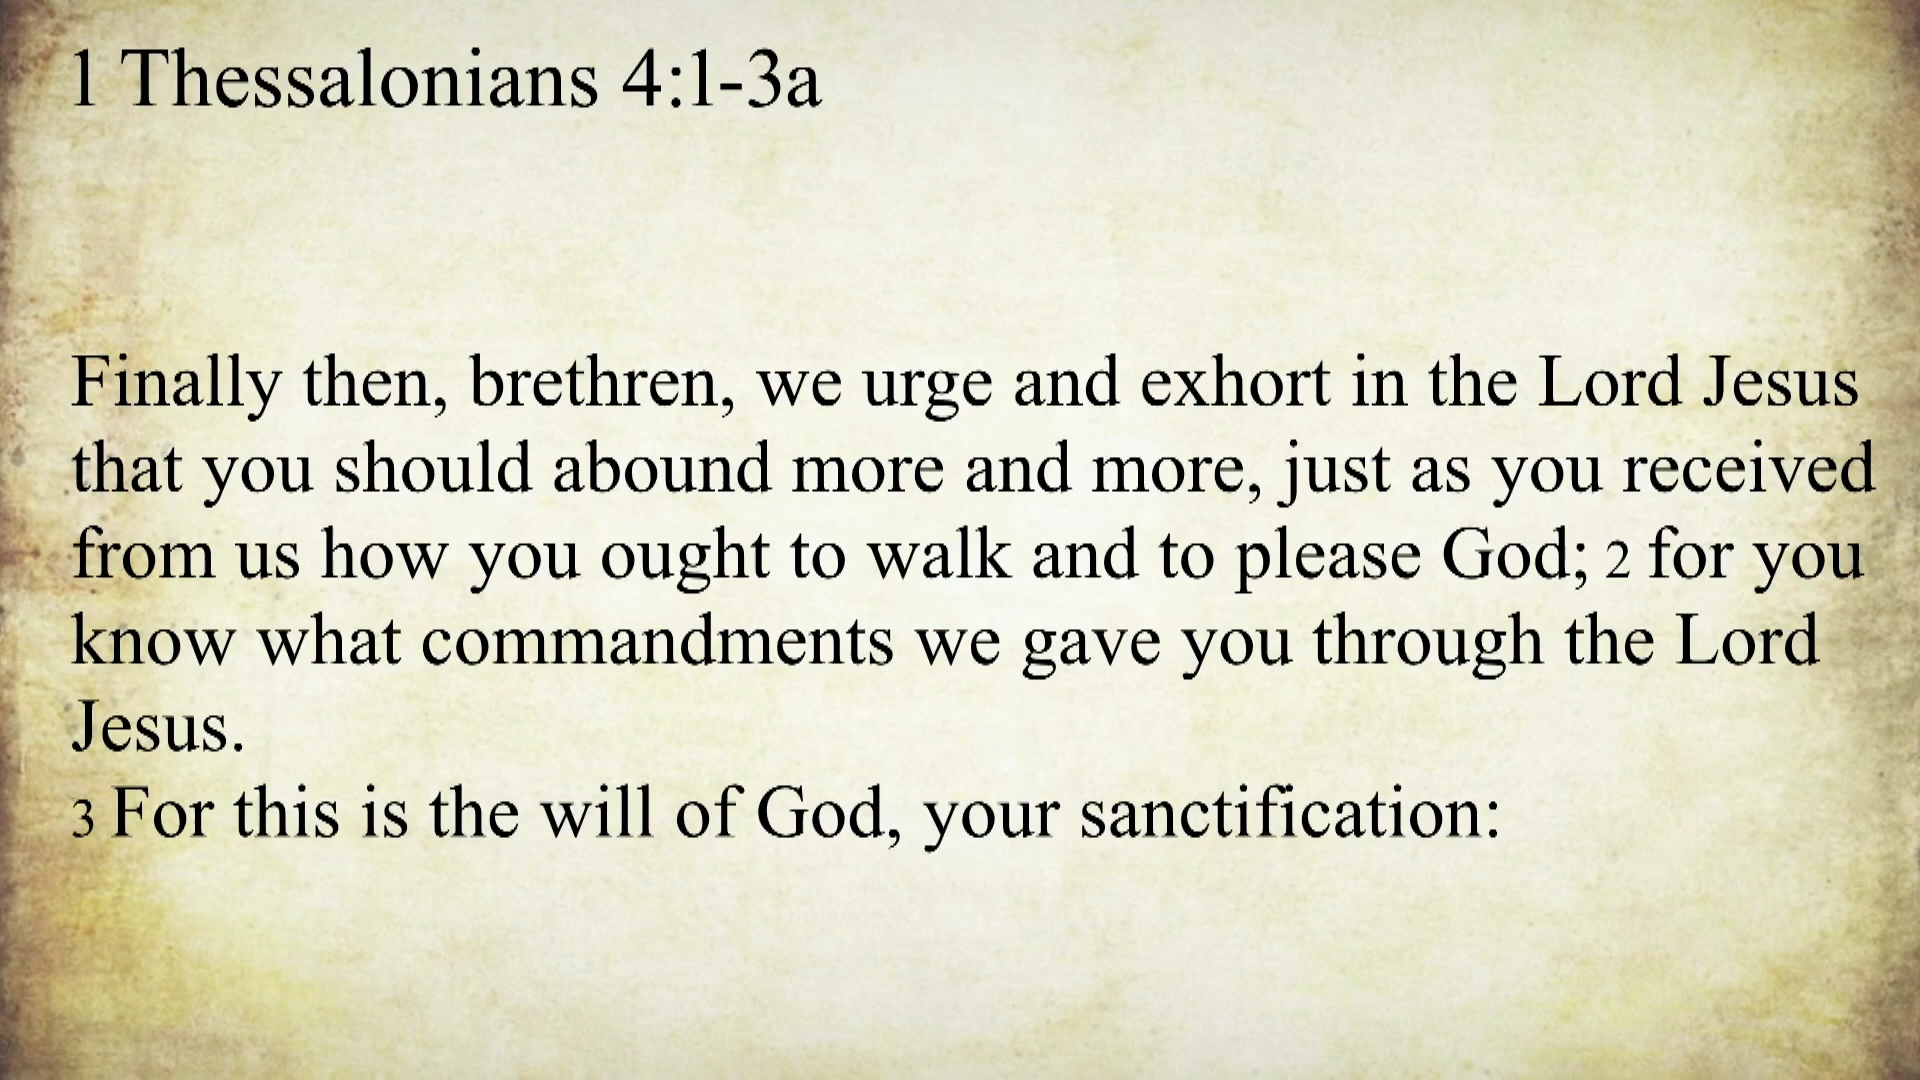 1 Thessalonians 4:1-3a
Finally then, brethren, we urge and exhort in the Lord Jesus
that you should abound more and more, just as you received
from us how you ought to walk and to please God; 2 for you
know what commandments we gave you through the Lord
Jesus.
3 For this is the will of God, your sanctification: